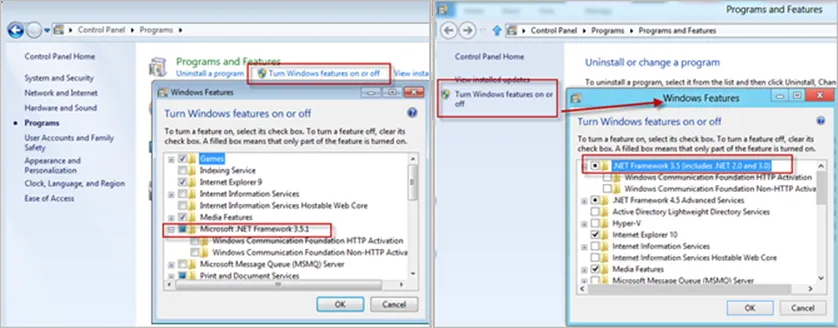 Control Panel ▸ Programs ▸
Control Panel Home
System and Security
Network and Internet
Hardware and Sound
Programs
User Accounts and Family
Safety
Appearance and
Personalization
Clock, Language, and Region
Ease of Access
Programs and Features
Uninstall a program
Turn Windows features on or off
View insta
Windows Features
Turn Windows features on or off
To turn a feature on, select its check box. To turn a feature off, clear its
check box. A filled box means that only part of the feature is turned on.
Games
Indexing Service
Internet Explorer 9
Internet Information Services
Internet Information Services Hostable Web Core
Media Features
Microsoft .NET Framework 3.5.1
Windows Communication Foundation HTTP Activation
Windows Communication Foundation Non-HTTP Activation
Microsoft Message Queue (MSMQ) Server
Print and Document Services
OK
Cancel
Programs and Features
Control Panel ▸ Programs ▸ Programs and Features
Control Panel Home
View installed updates
Turn Windows features on or
off
Uninstall or change a program
To uninstall a program, select it from the list and then click Uninstall, Chan
Windows Features
Turn Windows features on or off
To turn a feature on, select its check box. To turn a feature off, clear its
check box. A filled box means that only part of the feature is turned on.
.NET Framework 3.5 (includes .NET 2.0 and 3.0)
Windows Communication Foundation HTTP Activation
Windows Communication Foundation Non-HTTP Activation
.NET Framework 4.5 Advanced Services
Active Directory Lightweight Directory Services
Hyper-V
Internet Explorer 10
Internet Information Services
Internet Information Services Hostable Web Core
Media Features
Microsoft Message Queue (MSMQ) Server
OK
Cancel